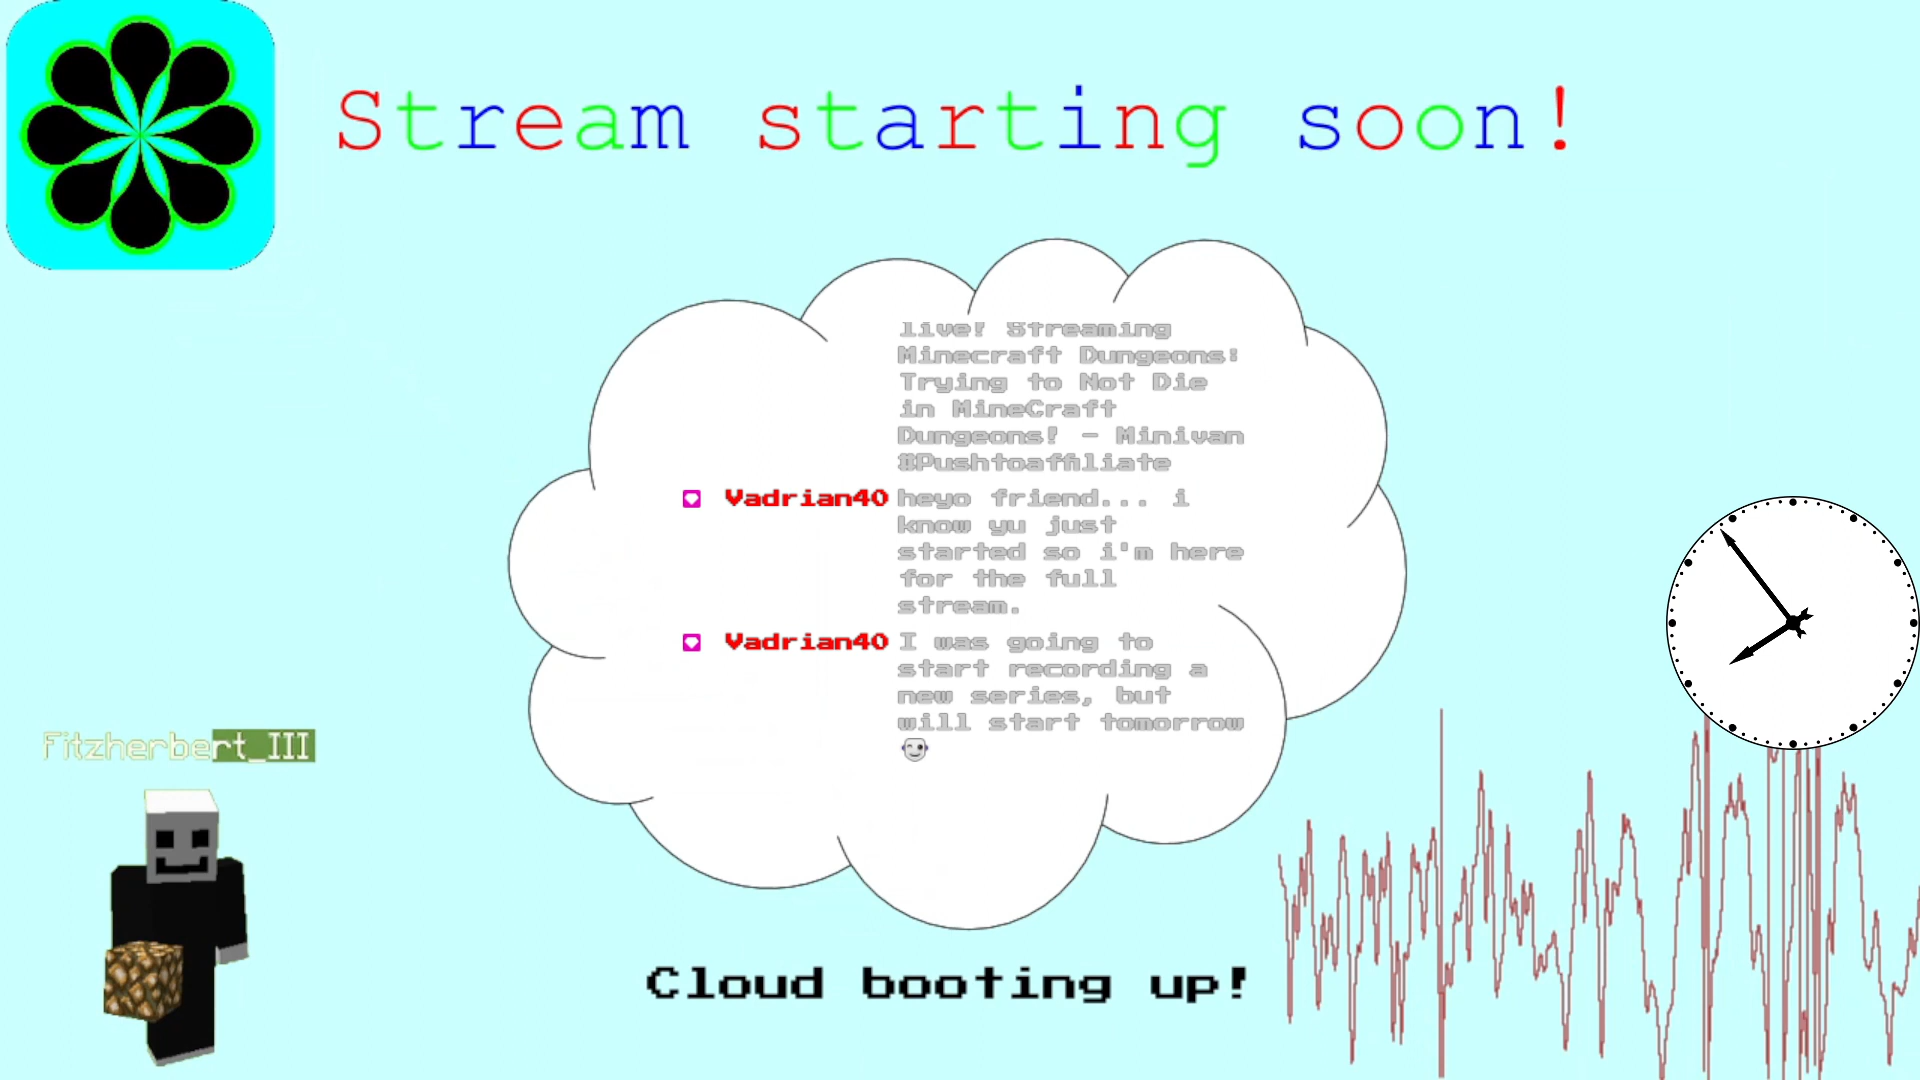 Stream starting soon!
live! Streaming
Minecraft Dungeons:
Trying to Not Die
in MineCraft
Dungeons! - Minivan
#Pushtoaffiliate
Vadrian40 heyo friend... i
know yu just
started so i'm here
for the full
stream.
Vadrian40 I was going to
start recording a
new series, but
will start tomorrow
Fitzherbert_III
Cloud booting up!